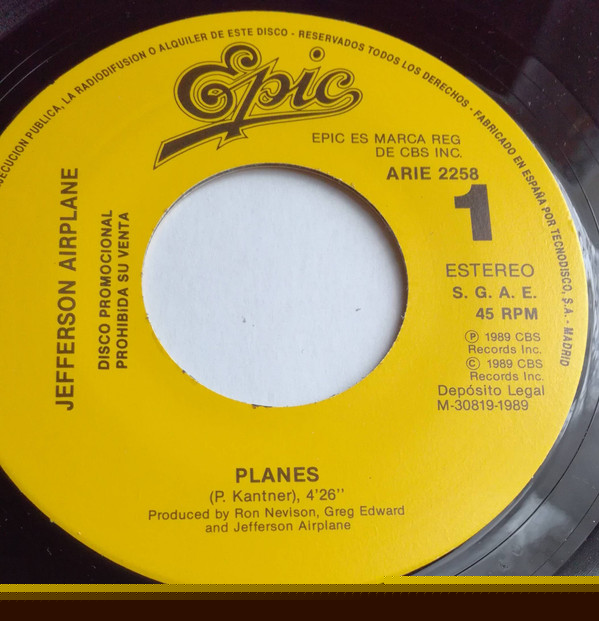 EJECUCION PUBLICA, LA RADIODIFUSION O ALQUILER DE ESTE DISCO - RESERVADOS TODOS LOS DERECHOS - FABRICADO EN ESPAÑA POR TECNODISCO, S.A. - MADRID
Epic
EPIC ES MARCA REG
DE CBS INC.
ARIE 2258
1
JEFFERSON AIRPLANE
DISCO PROMOCIONAL
PROHIBIDA SU VENTA
ESTEREO
S. G. A. E.
45 RPM
Ⓟ 1989 CBS
Records Inc.
© 1989 CBS
Records Inc.
Depósito Legal
M-30819-1989
PLANES
(P. Kantner), 4'26''
Produced by Ron Nevison, Greg Edward
and Jefferson Airplane